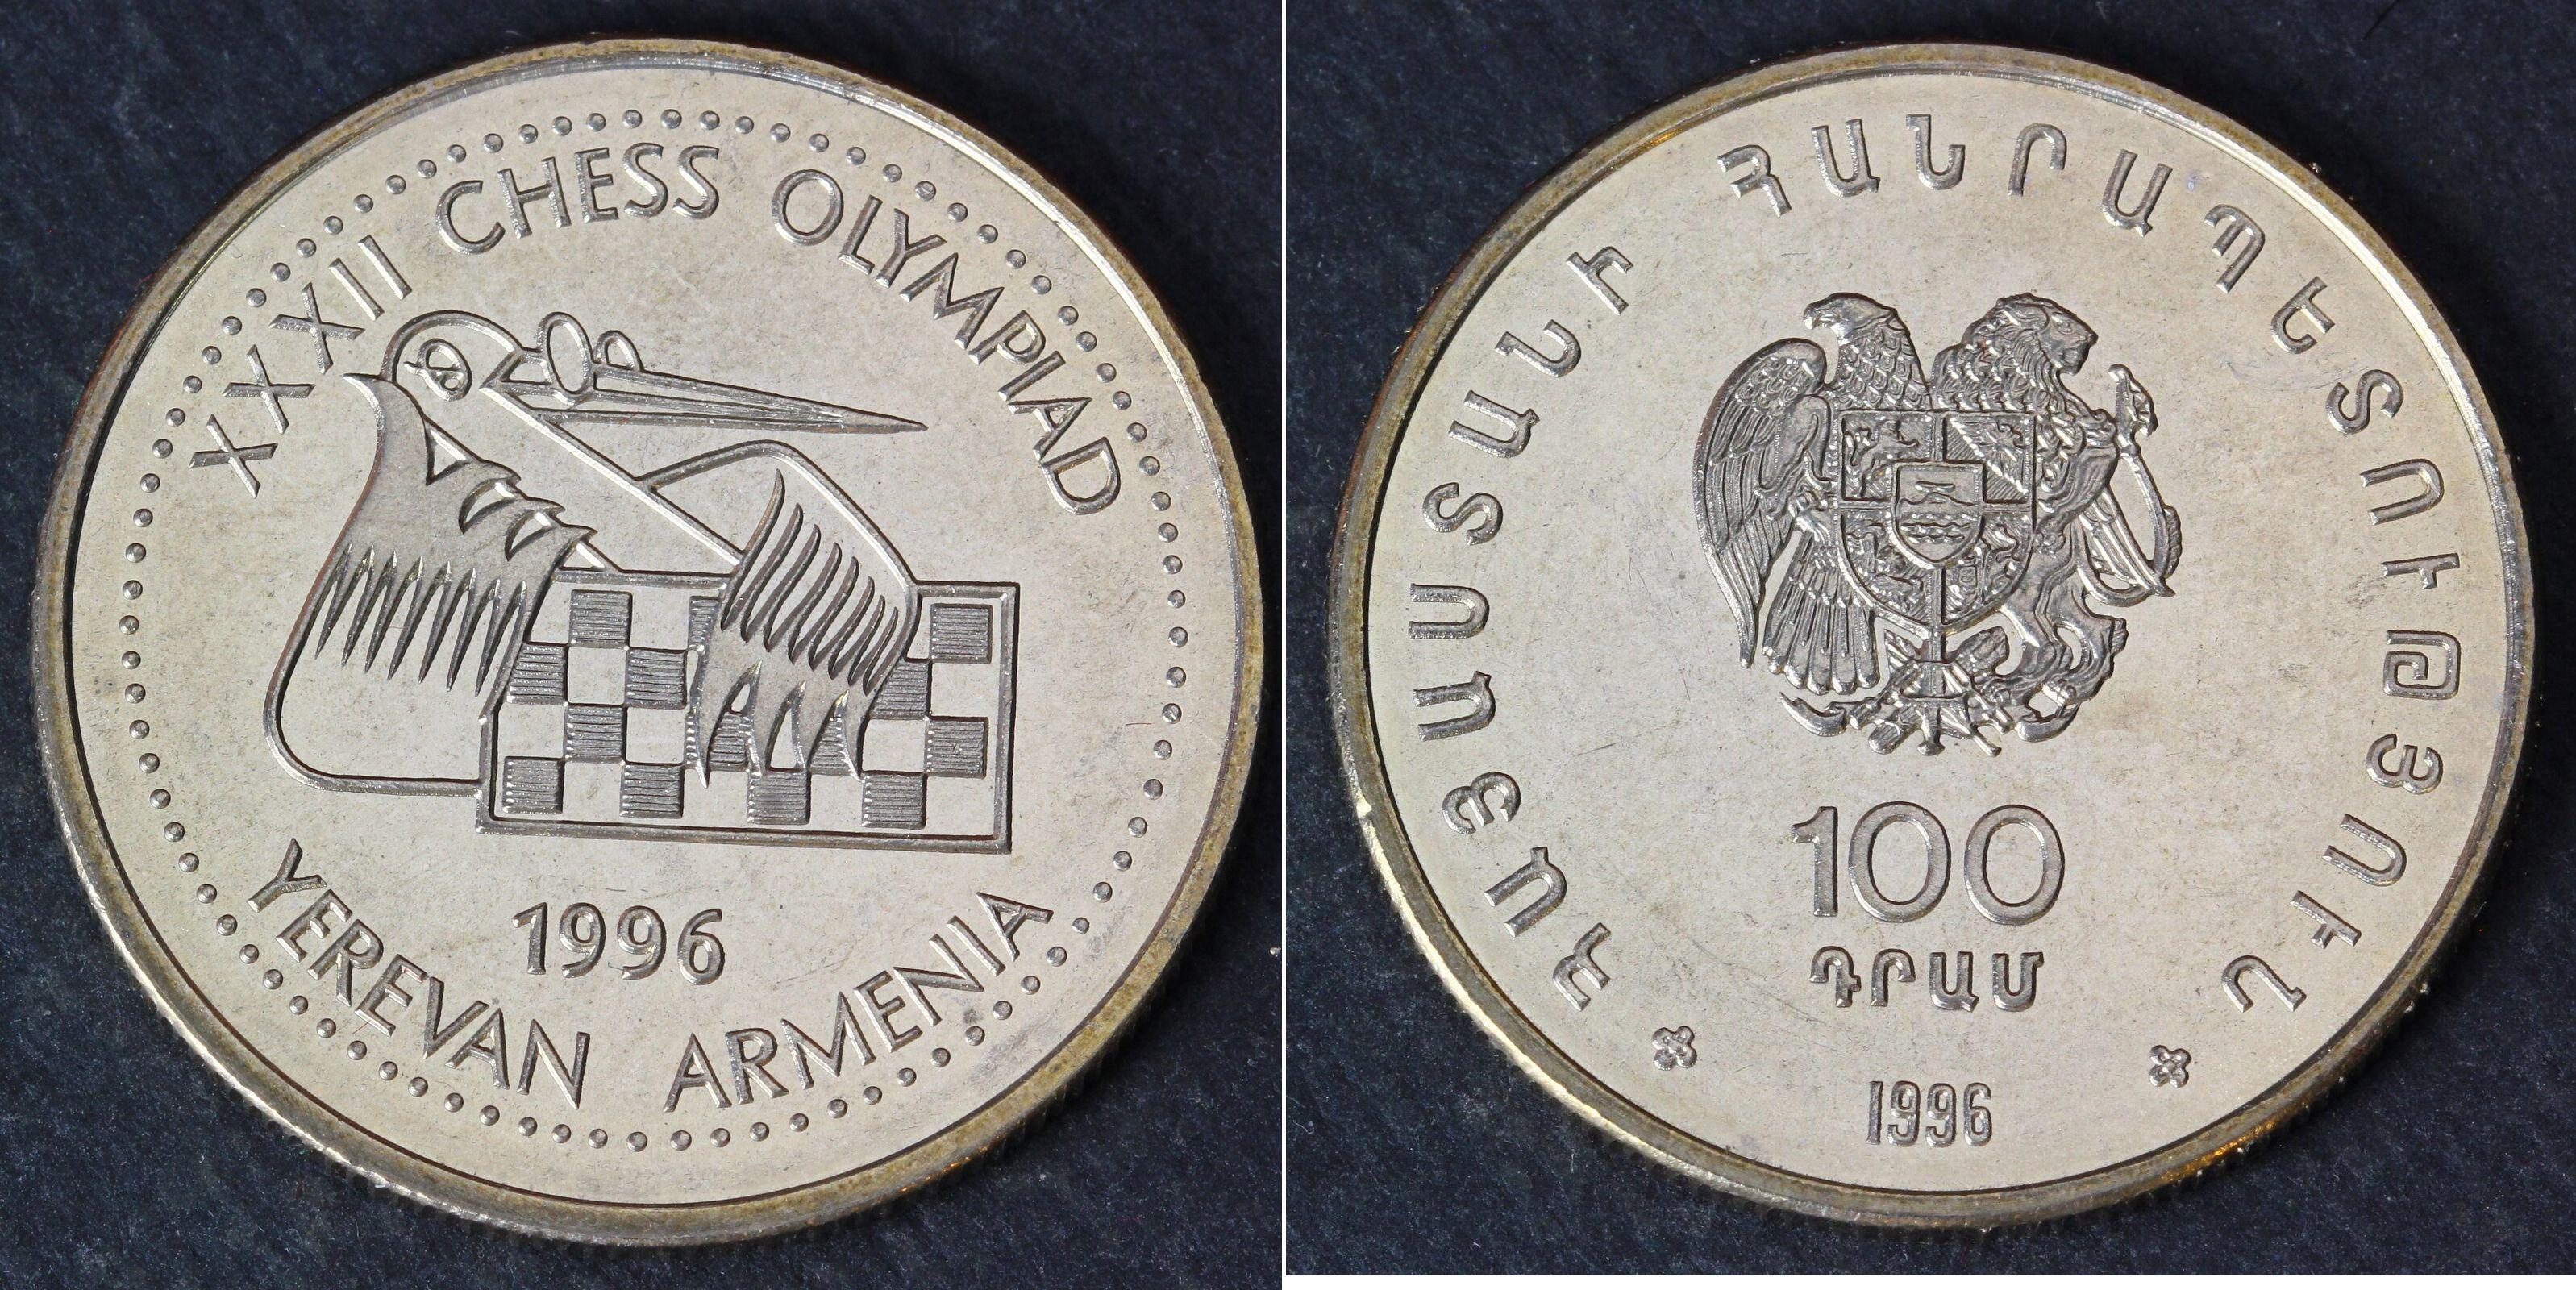 XXXII CHESS OLYMPIAD
1996
YEREVAN ARMENIA
ՀԱՅԱՍՏԱՆԻ ՀԱՆՐԱՊԵՏՈՒԹՅՈՒՆ
100
ԴՐԱՄ
1996